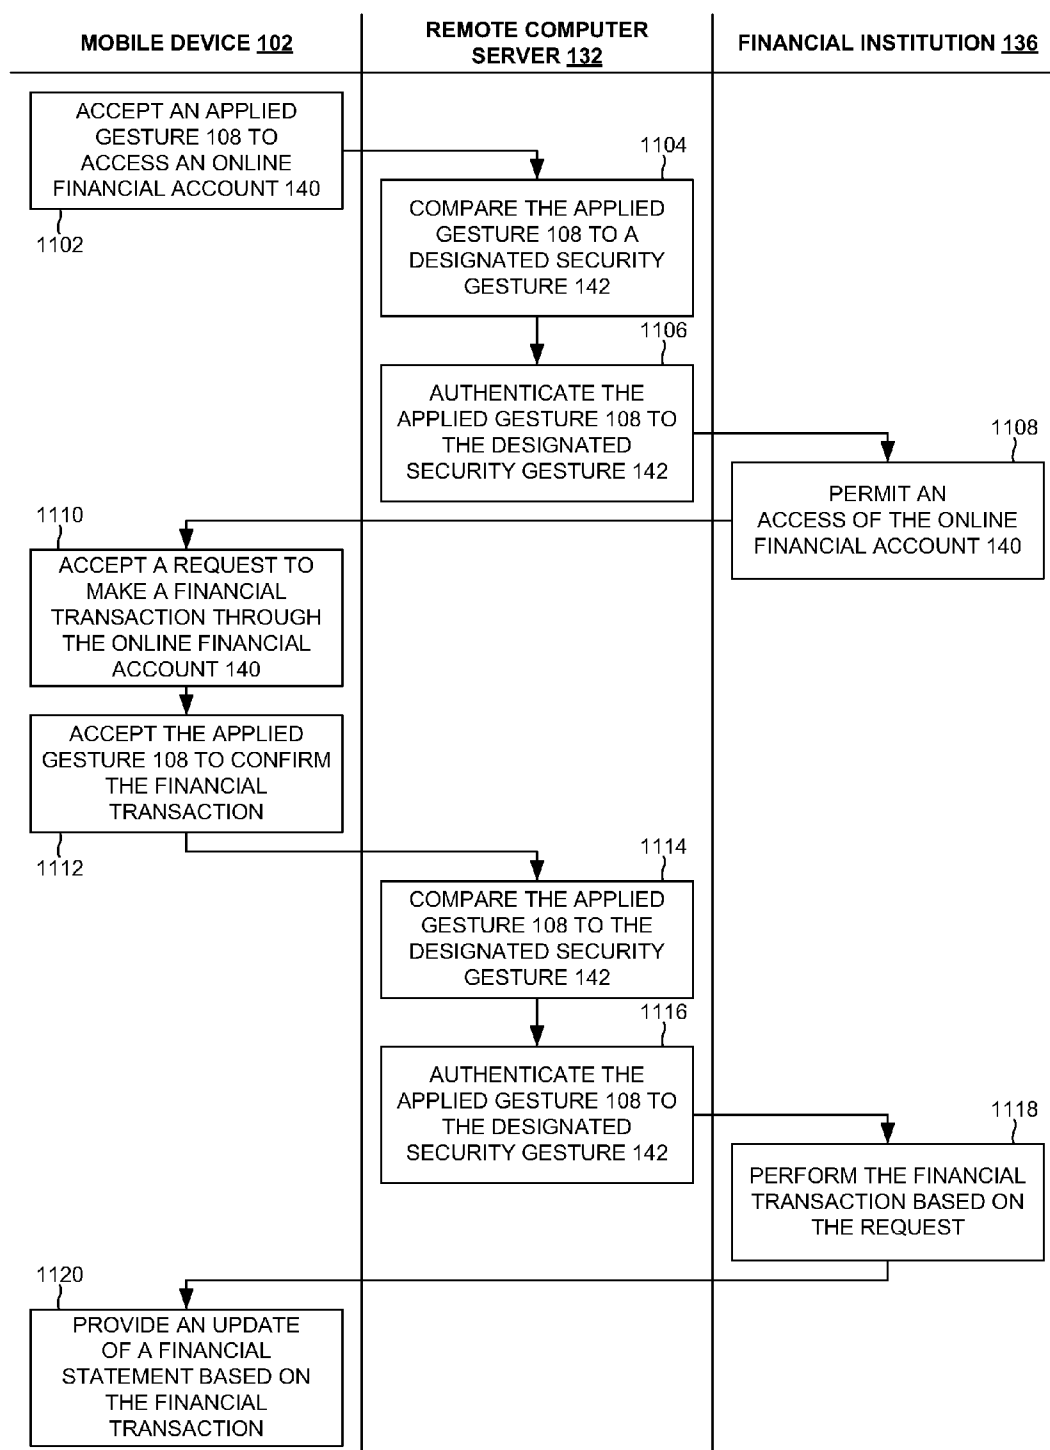 MOBILE DEVICE 102
REMOTE COMPUTER
SERVER 132
FINANCIAL INSTITUTION 136
ACCEPT AN APPLIED
GESTURE 108 TO
ACCESS AN ONLINE
FINANCIAL ACCOUNT 140
1102
1104
COMPARE THE APPLIED
GESTURE 108 TO A
DESIGNATED SECURITY
GESTURE 142
1106
AUTHENTICATE THE
APPLIED GESTURE 108 TO
THE DESIGNATED
SECURITY GESTURE 142
1108
PERMIT AN
ACCESS OF THE ONLINE
FINANCIAL ACCOUNT 140
1110
ACCEPT A REQUEST TO
MAKE A FINANCIAL
TRANSACTION THROUGH
THE ONLINE FINANCIAL
ACCOUNT 140
ACCEPT THE APPLIED
GESTURE 108 TO CONFIRM
THE FINANCIAL
TRANSACTION
1112
1114
COMPARE THE APPLIED
GESTURE 108 TO THE
DESIGNATED SECURITY
GESTURE 142
1116
AUTHENTICATE THE
APPLIED GESTURE 108 TO
THE DESIGNATED
SECURITY GESTURE 142
1118
PERFORM THE FINANCIAL
TRANSACTION BASED ON
THE REQUEST
1120
PROVIDE AN UPDATE
OF A FINANCIAL
STATEMENT BASED ON
THE FINANCIAL
TRANSACTION